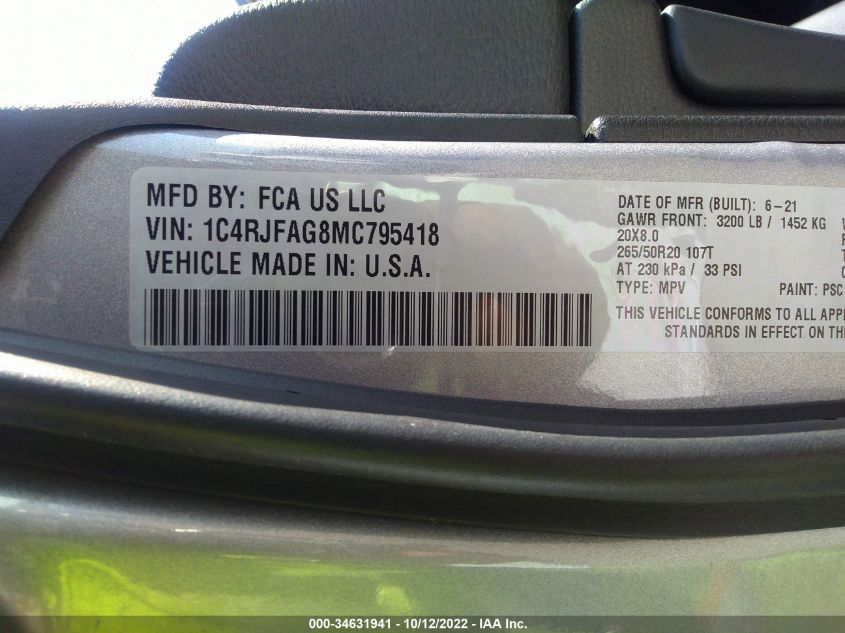 MFD BY: FCA US LLC
VIN: 1C4RJFAG8MC795418
VEHICLE MADE IN: U.S.A.
DATE OF MFR (BUILT): 6-21
GAWR FRONT: 3200 LB / 1452 KG
20X8.0
265/50R20 107T
AT 230 kPa / 33 PSI
TYPE: MPV PAINT: PSC
THIS VEHICLE CONFORMS TO ALL
STANDARDS IN EFFECT ON
000-34631941 - 10/12/2022 - IAA Inc.